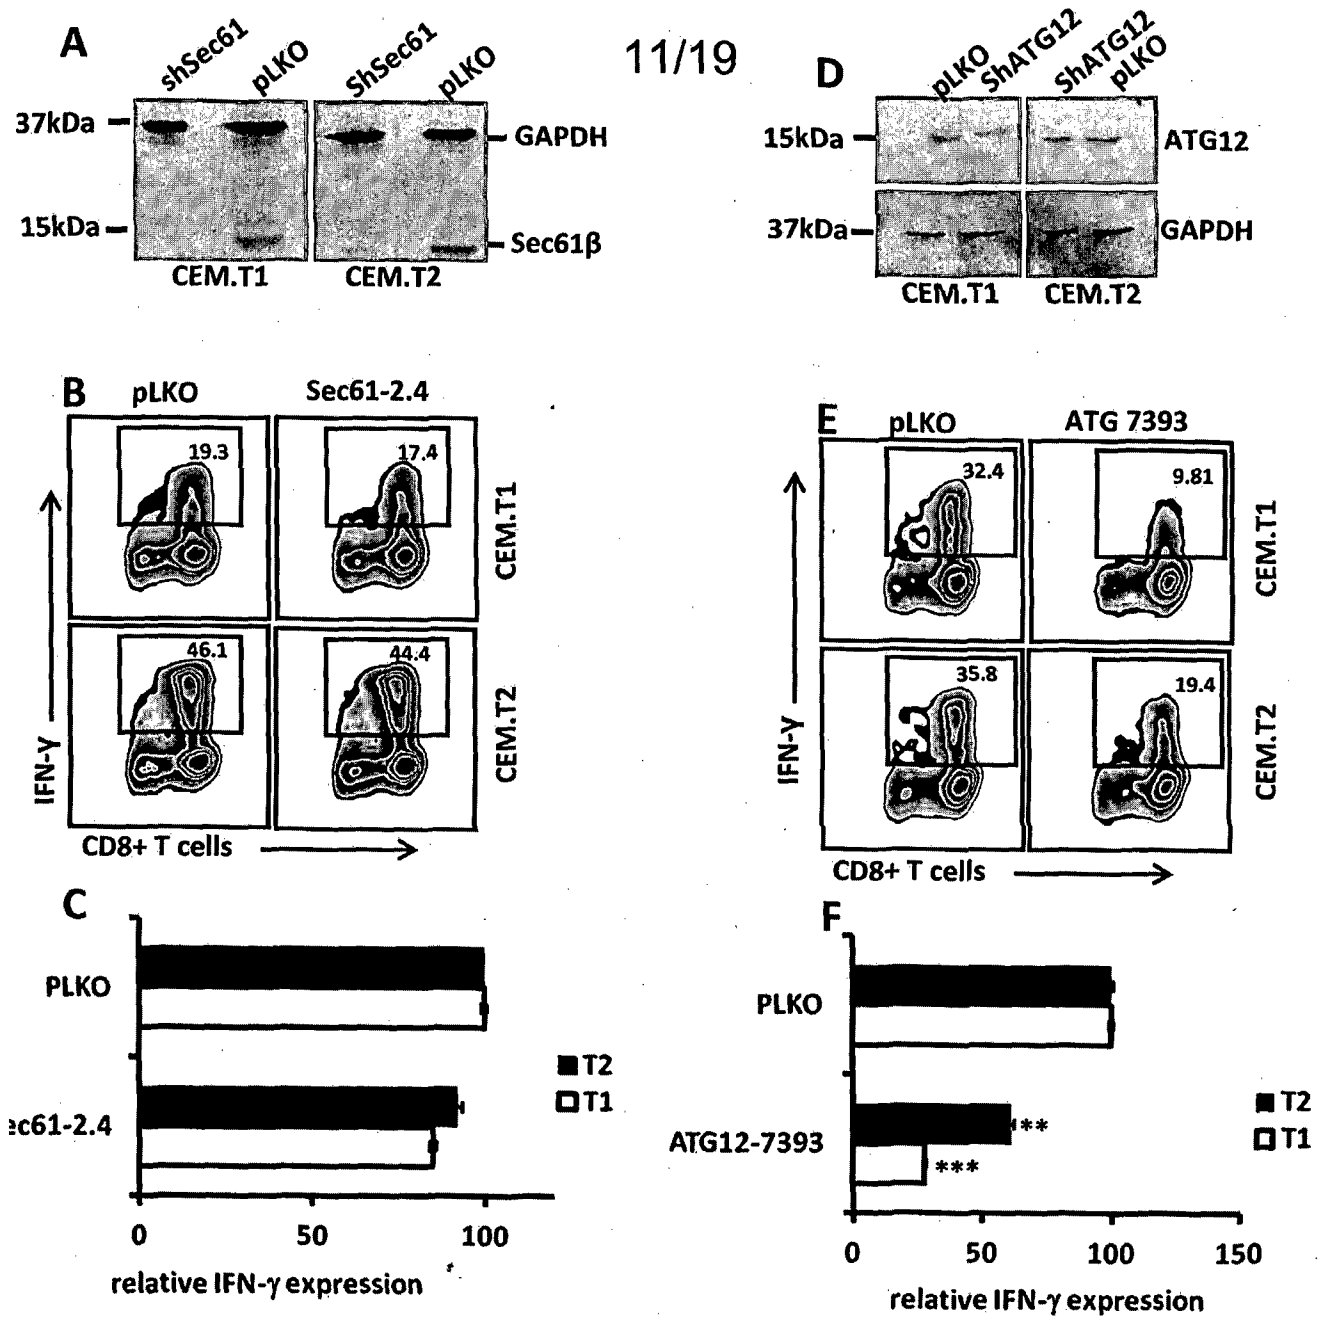 11/19
A
shSec61 pLKO ShSec61 pLKO
37kDa GAPDH
15kDa Sec61β
CEM.T1 CEM.T2
B
pLKO Sec61-2.4
19.3 17.4
CEM.T1
46.1 44.4
CEM.T2
IFN-γ
CD8+ T cells
C
PLKO
T2
T1
ec61-2.4
0 50 100
relative IFN-γ expression
D
pLKO ShATG12 ShATG12 pLKO
15kDa ATG12
37kDa GAPDH
CEM.T1 CEM.T2
E
pLKO ATG 7393
32.4 9.81
CEM.T1
35.8 19.4
CEM.T2
IFN-γ
CD8+ T cells
F
PLKO
T2
**
T1
ATG12-7393
***
0 50 100 150
relative IFN-γ expression